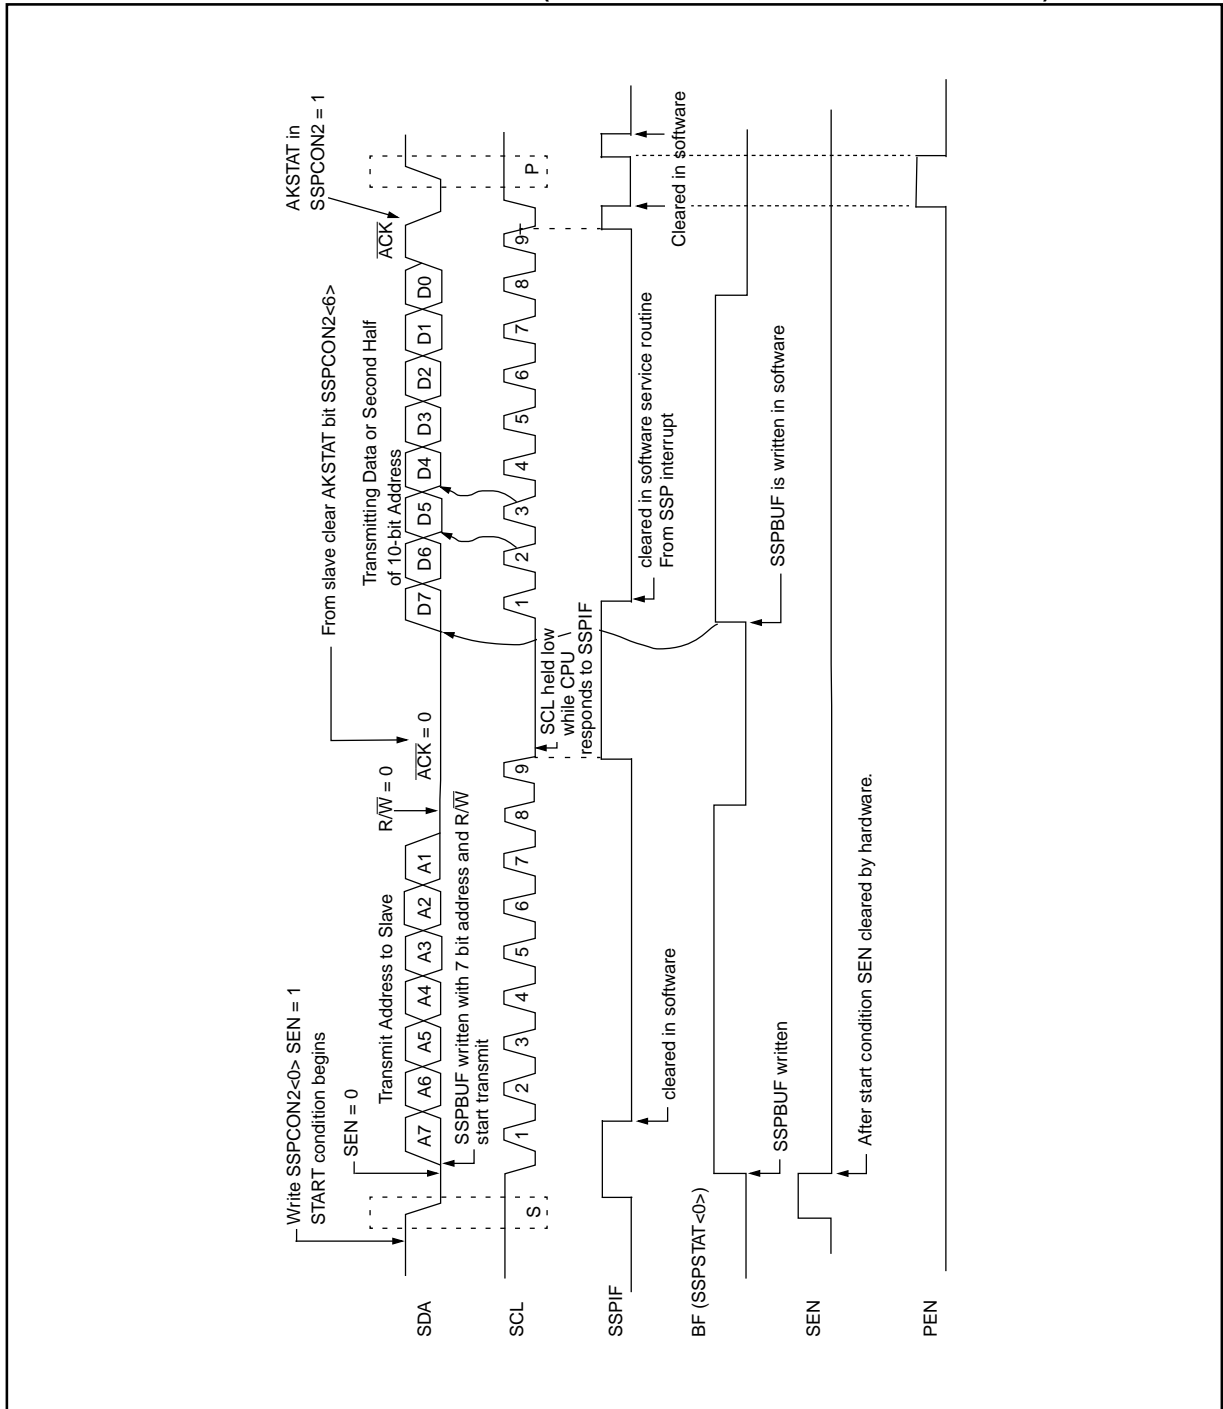 AKSTAT in
SSPCON2 = 1
ACK
From slave clear AKSTAT bit SSPCON2<6>
Transmitting Data or Second Half
of 10-bit Address
ACK = 0
R/W = 0
Write SSPCON2<0> SEN = 1
START condition begins
SEN = 0
Transmit Address to Slave
SDA
A7 A6 A5 A4 A3 A2 A1
D7 D6 D5 D4 D3 D2 D1 D0
SSPBUF written with 7 bit address and R/W
start transmit
SCL
S
1 2 3 4 5 6 7 8 9
1 2 3 4 5 6 7 8 9
P
SCL held low
while CPU
responds to SSPIF
SSPIF
cleared in software
cleared in software service routine
From SSP interrupt
Cleared in software
Cleared in software
BF (SSPSTAT<0>)
SSPBUF written
SSPBUF is written in software
SEN
After start condition SEN cleared by hardware.
PEN